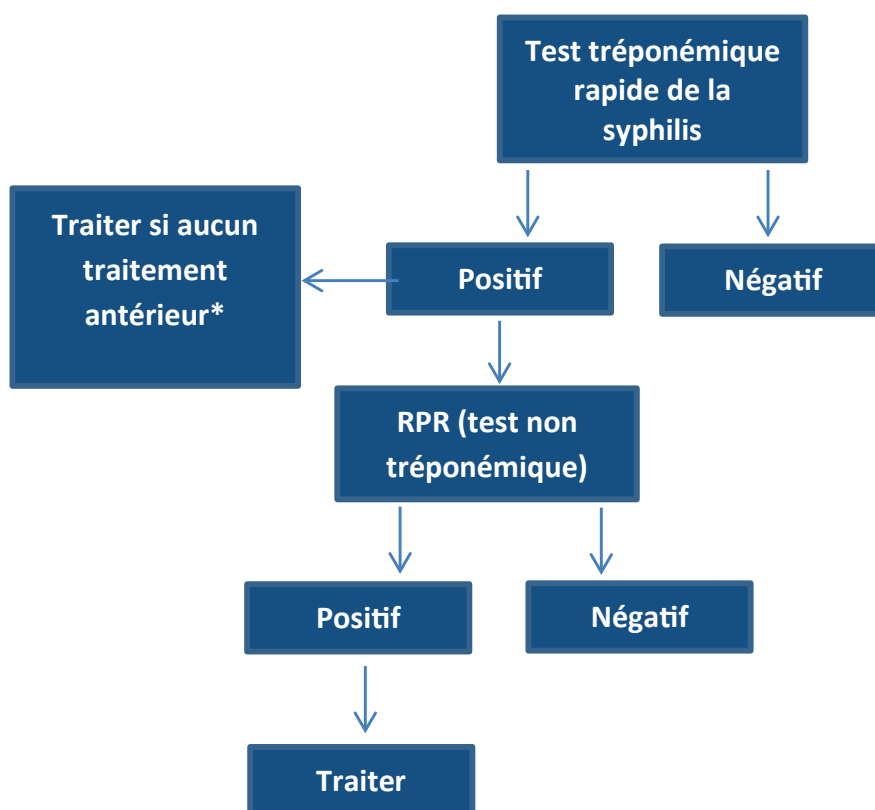 Test tréponémique
rapide de la
syphilis
Traiter si aucun
traitement
antérieur*
Positif
Négatif
RPR (test non
tréponémique)
Positif
Négatif
Traiter